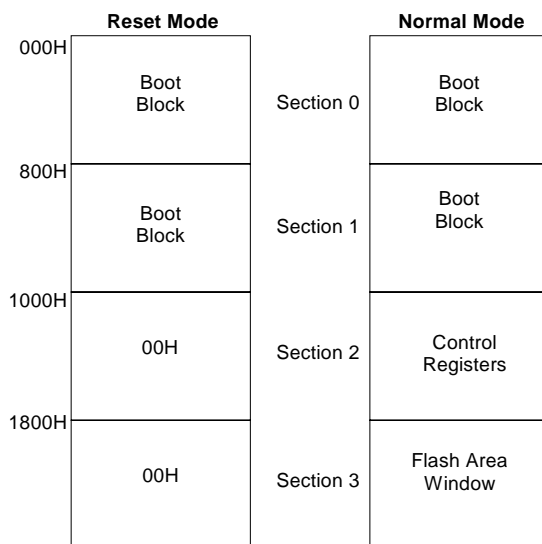 Reset Mode Normal Mode
000H
Boot
Block
Section 0
Boot
Block
800H
Boot
Block
Section 1
Boot
Block
1000H
00H
Section 2
Control
Registers
1800H
00H
Section 3
Flash Area
Window